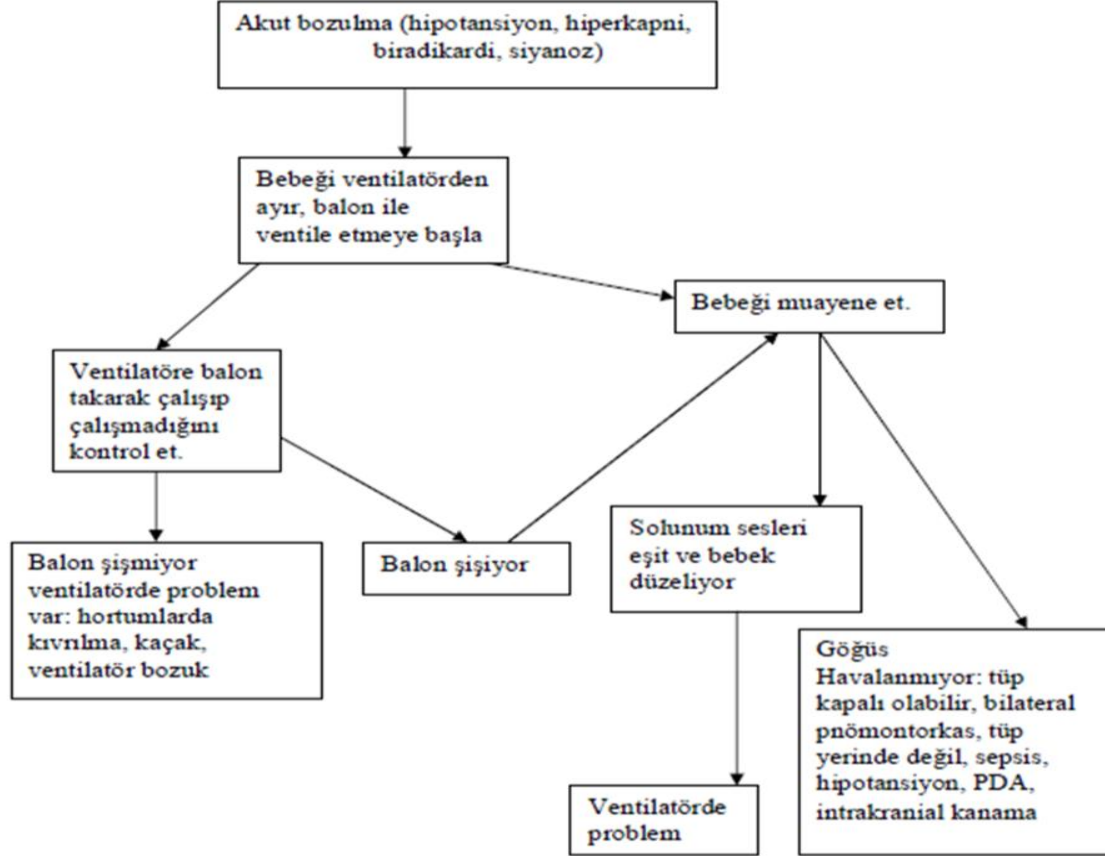 Akut bozulma (hipotansiyon, hiperkapni,
biradikardi, siyanoz)
Bebeği ventilatörden
ayır, balon ile
ventile etmeye başla
Bebeği muayene et.
Ventilatöre balon
takarak çalışıp
çalışmadığını
kontrol et.
Balon şişmiyor
ventilatörde problem
var: hortumlarda
kıvrılma, kaçak,
ventilatör bozuk
Balon şişiyor
Solunum sesleri
eşit ve bebek
düzeliyor
Göğüs
Havalanmıyor: tüp
kapalı olabilir, bilateral
pnömontorkas, tüp
yerinde değil, sepsis,
hipotansiyon, PDA,
intrakranial kanama
Ventilatörde
problem